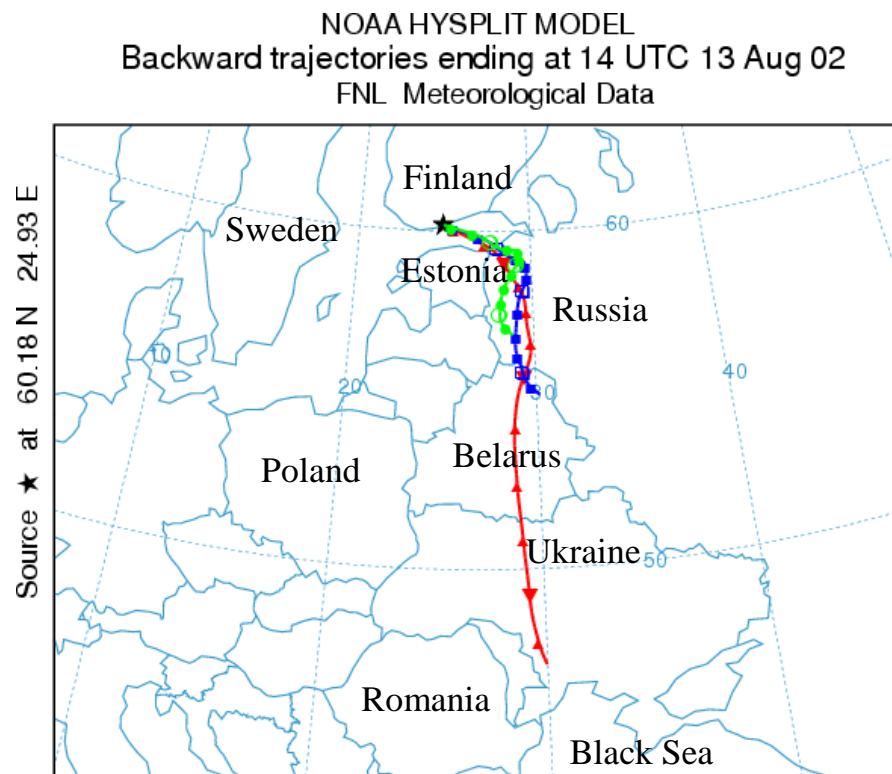 NOAA HYSPLIT MODEL
Backward trajectories ending at 14 UTC 13 Aug 02
FNL Meteorological Data
Source ★ at 60.18 N 24.93 E
Finland
Sweden
60
Estonia
Russia
10
20
30
40
Poland
Belarus
Ukraine
50
Romania
Black Sea